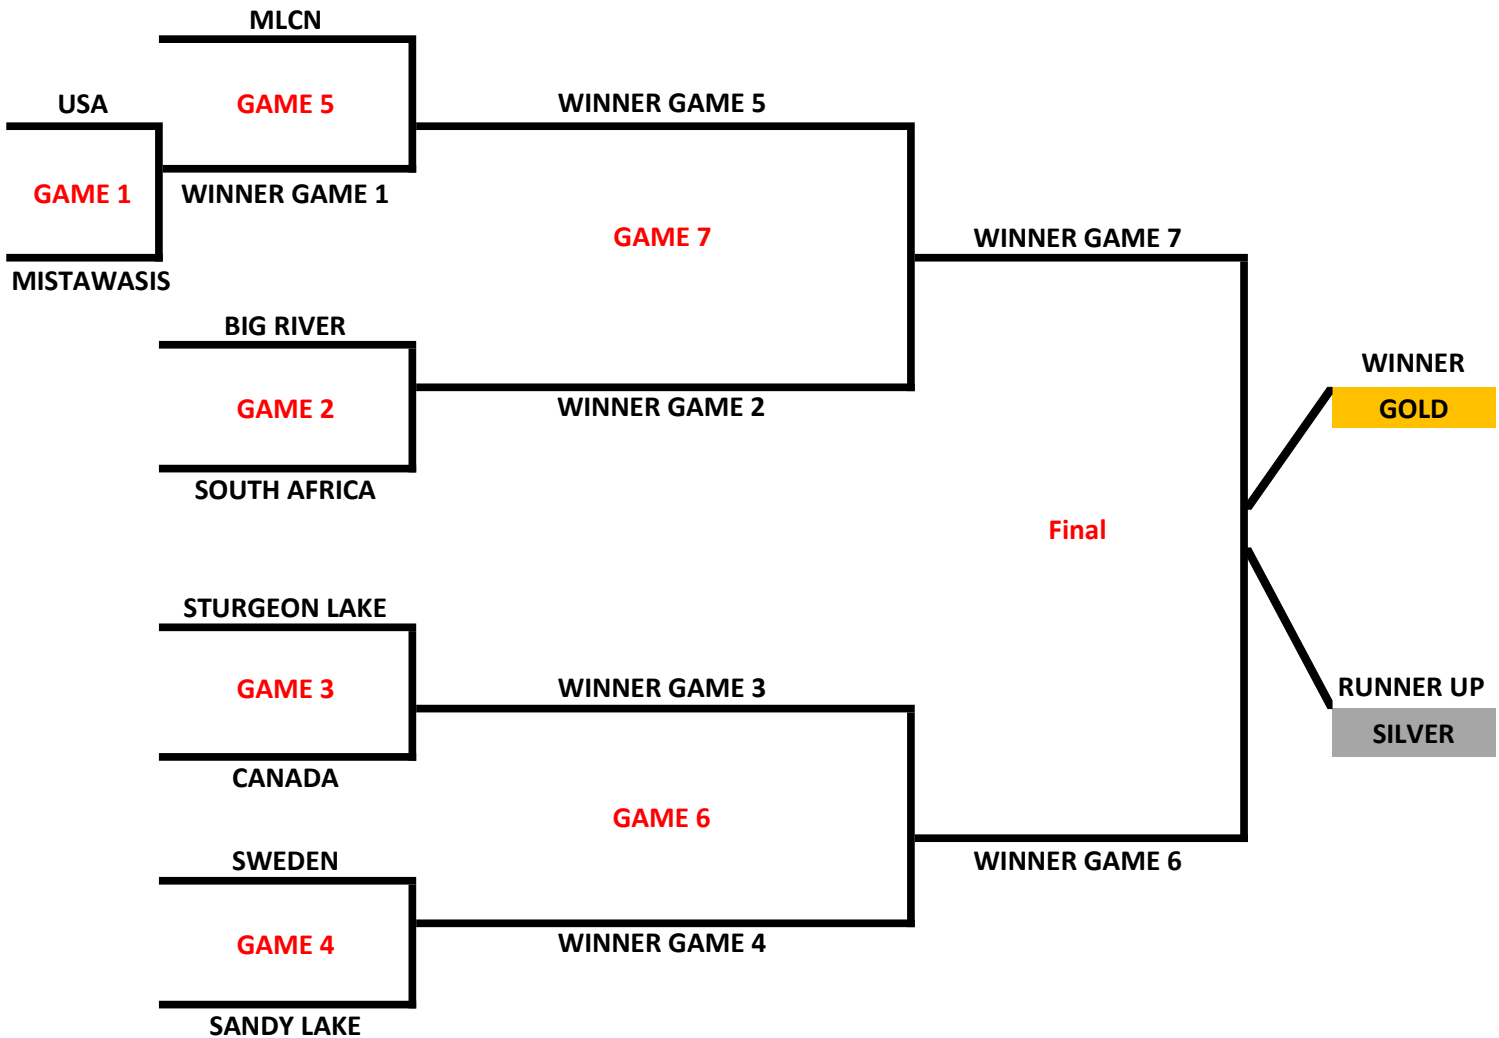 MLCN
USA
GAME 5
WINNER GAME 5
GAME 1
WINNER GAME 1
GAME 7
WINNER GAME 7
MISTAWASIS
BIG RIVER
WINNER
GAME 2
WINNER GAME 2
GOLD
SOUTH AFRICA
Final
STURGEON LAKE
GAME 3
WINNER GAME 3
RUNNER UP
SILVER
CANADA
GAME 6
SWEDEN
WINNER GAME 6
GAME 4
WINNER GAME 4
SANDY LAKE